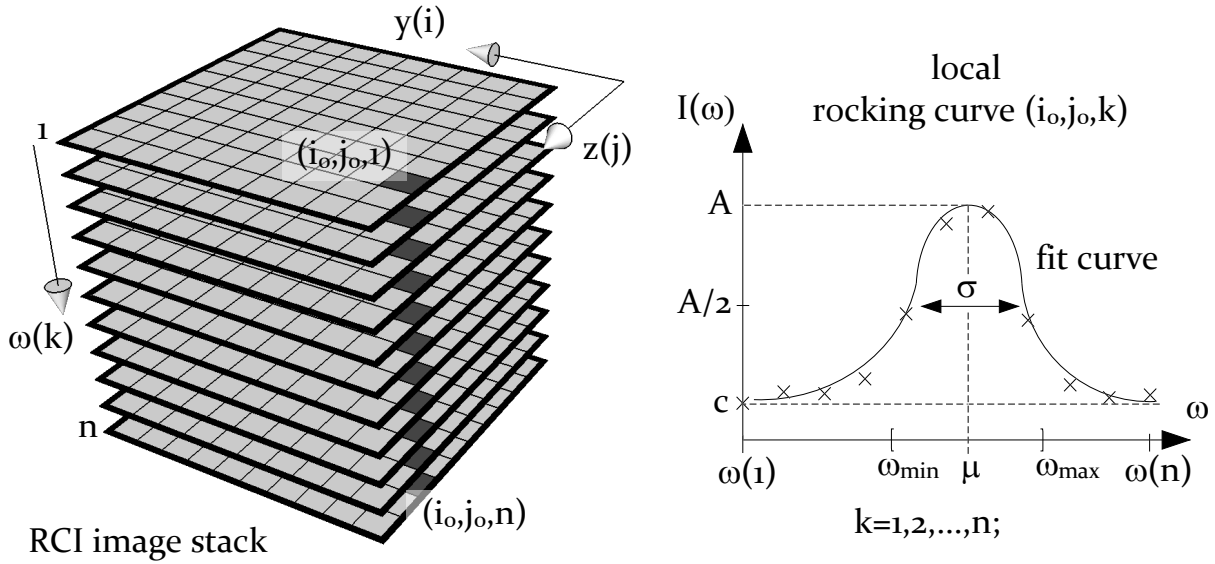 y(i)
1
(i₀,j₀,1)
z(j)
ω(k)
n
(i₀,j₀,n)
RCI image stack
local
rocking curve (i₀,j₀,k)
I(ω)
A
fit curve
A/2
σ
c
ω
ω(1)
ωmin
μ
ωmax
ω(n)
k=1,2,...,n;